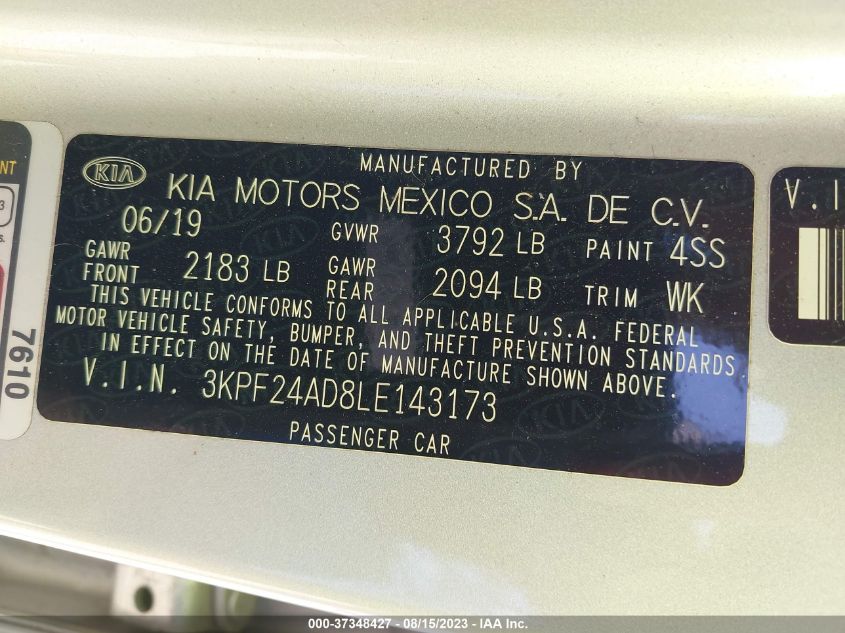 MANUFACTURED BY
KIA KIA MOTORS MEXICO S.A. DE C.V.
06/19 GVWR 3792 LB PAINT 4SS
GAWR FRONT 2183 LB GAWR REAR 2094 LB TRIM WK
THIS VEHICLE CONFORMS TO ALL APPLICABLE U.S.A. FEDERAL
MOTOR VEHICLE SAFETY, BUMPER, AND THEFT PREVENTION STANDARDS
IN EFFECT ON THE DATE OF MANUFACTURE SHOWN ABOVE.
V.I.N. 3KPF24AD8LE143173
PASSENGER CAR
NT
3
s.
7610
V.I
000-37348427 - 08/15/2023 - IAA Inc.